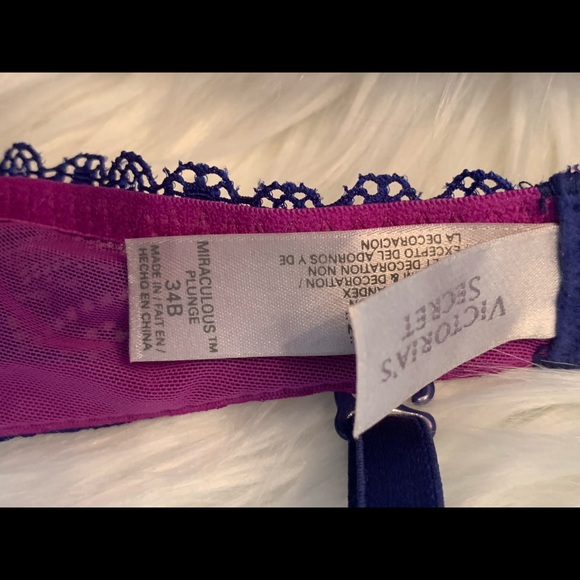 MIRACULOUS™
PLUNGE
34B
MADE IN / FAIT EN /
HECHO EN CHINA
& DECORATION NON
EXCEPTO DEL ADORNOS Y DE
LA DECORACION
VICTORIA'S
SECRET